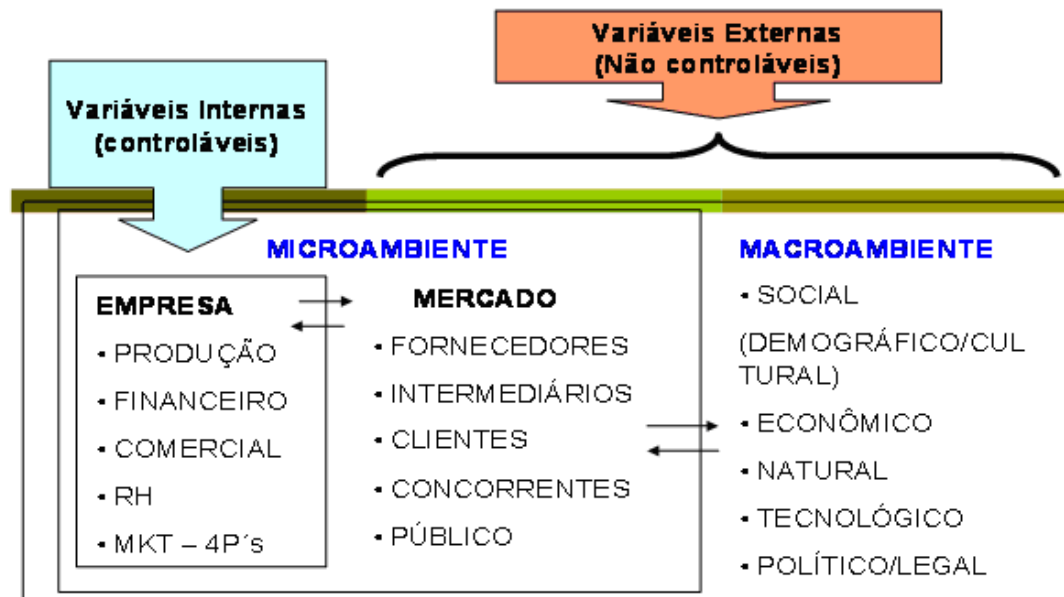 Variáveis Externas
(Não controláveis)
Variáveis Internas
(controláveis)
MICROAMBIENTE
EMPRESA
• PRODUÇÃO
• FINANCEIRO
• COMERCIAL
• RH
• MKT – 4P´s
MERCADO
• FORNECEDORES
• INTERMEDIÁRIOS
• CLIENTES
• CONCORRENTES
• PÚBLICO
MACROAMBIENTE
• SOCIAL
(DEMOGRÁFICO/CUL
TURAL)
• ECONÔMICO
• NATURAL
• TECNOLÓGICO
• POLÍTICO/LEGAL